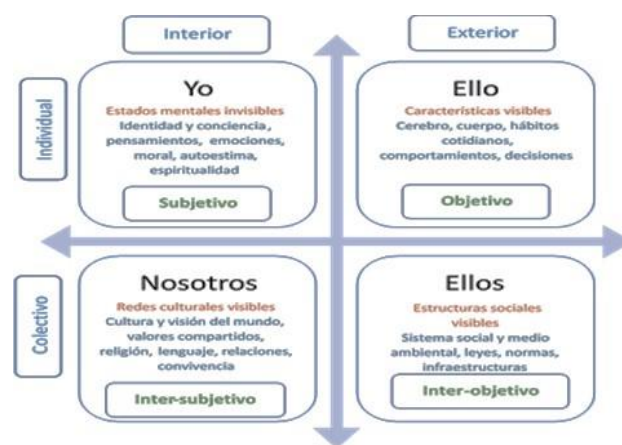 Interior
Exterior
Individual
Yo
Estados mentales invisibles
Identidad y conciencia,
pensamientos, emociones,
moral, autoestima,
espiritualidad
Subjetivo
Ello
Características visibles
Cerebro, cuerpo, hábitos
cotidianos,
comportamientos, decisiones
Objetivo
Colectivo
Nosotros
Redes culturales visibles
Cultura y visión del mundo,
valores compartidos,
religión, lenguaje, relaciones,
convivencia
Inter-subjetivo
Ellos
Estructuras sociales
visibles
Sistema social y medio
ambiental, leyes, normas,
infraestructuras
Inter-objetivo